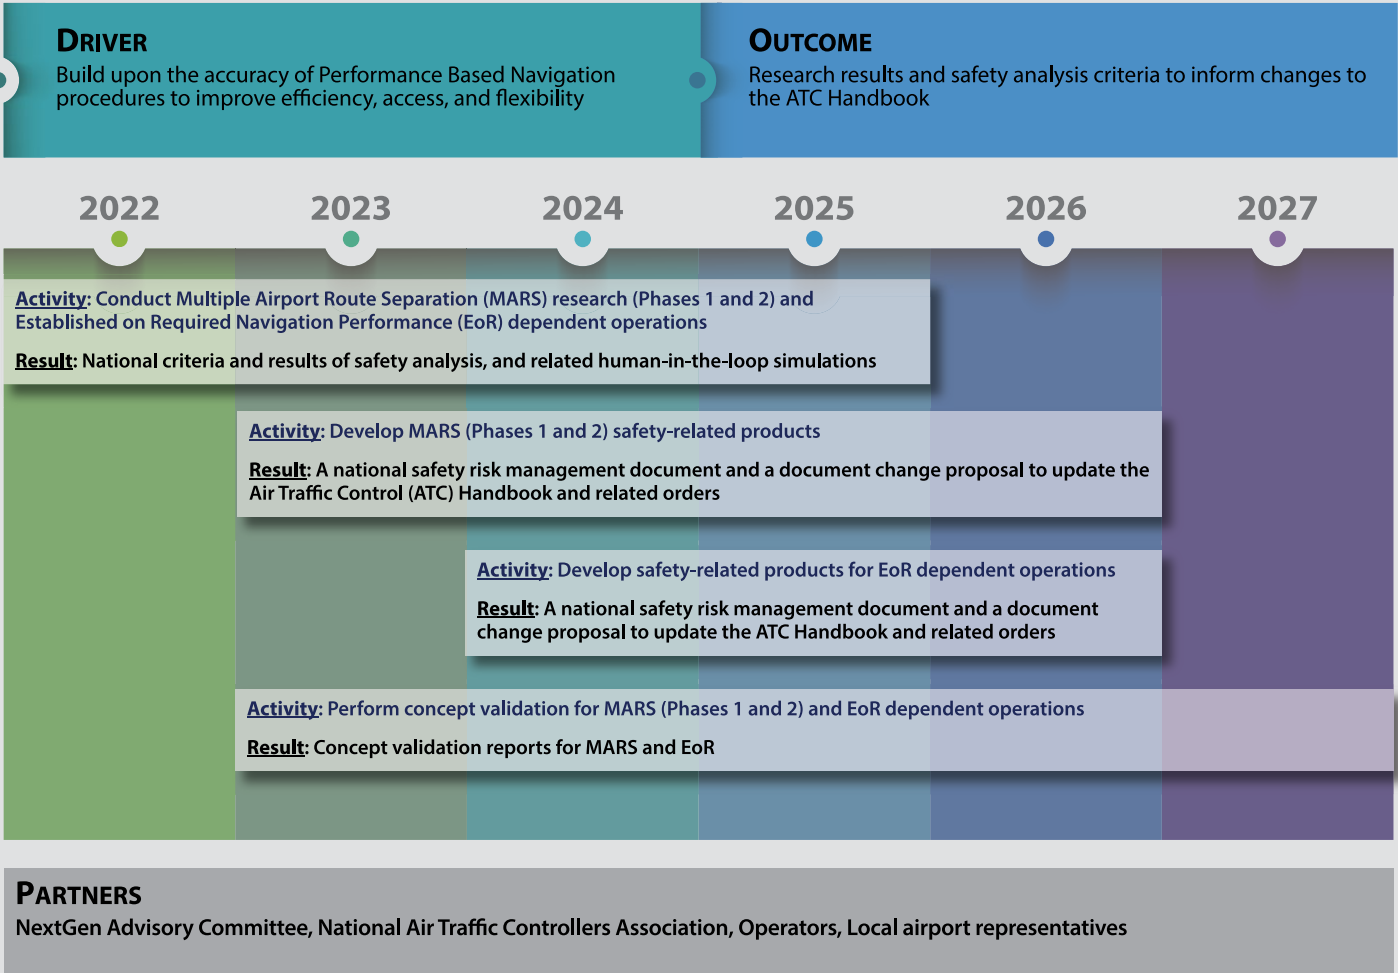 DRIVER
Build upon the accuracy of Performance Based Navigation
procedures to improve efficiency, access, and flexibility
OUTCOME
Research results and safety analysis criteria to inform changes to
the ATC Handbook
2022 2023 2024 2025 2026 2027
Activity: Conduct Multiple Airport Route Separation (MARS) research (Phases 1 and 2) and
Established on Required Navigation Performance (EoR) dependent operations
Result: National criteria and results of safety analysis, and related human-in-the-loop simulations
Activity: Develop MARS (Phases 1 and 2) safety-related products
Result: A national safety risk management document and a document change proposal to update the
Air Traffic Control (ATC) Handbook and related orders
Activity: Develop safety-related products for EoR dependent operations
Result: A national safety risk management document and a document
change proposal to update the ATC Handbook and related orders
Activity: Perform concept validation for MARS (Phases 1 and 2) and EoR dependent operations
Result: Concept validation reports for MARS and EoR
PARTNERS
NextGen Advisory Committee, National Air Traffic Controllers Association, Operators, Local airport representatives